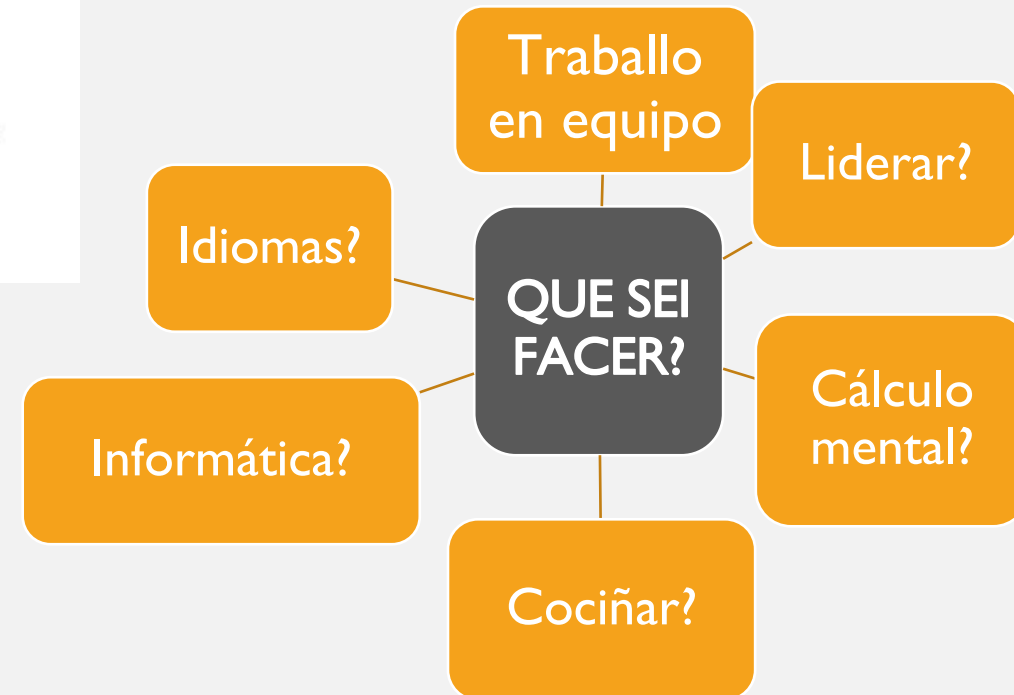 Traballo
en equipo
Liderar?
Idiomas?
QUE SEI
FACER?
Cálculo
mental?
Informática?
Cociñar?